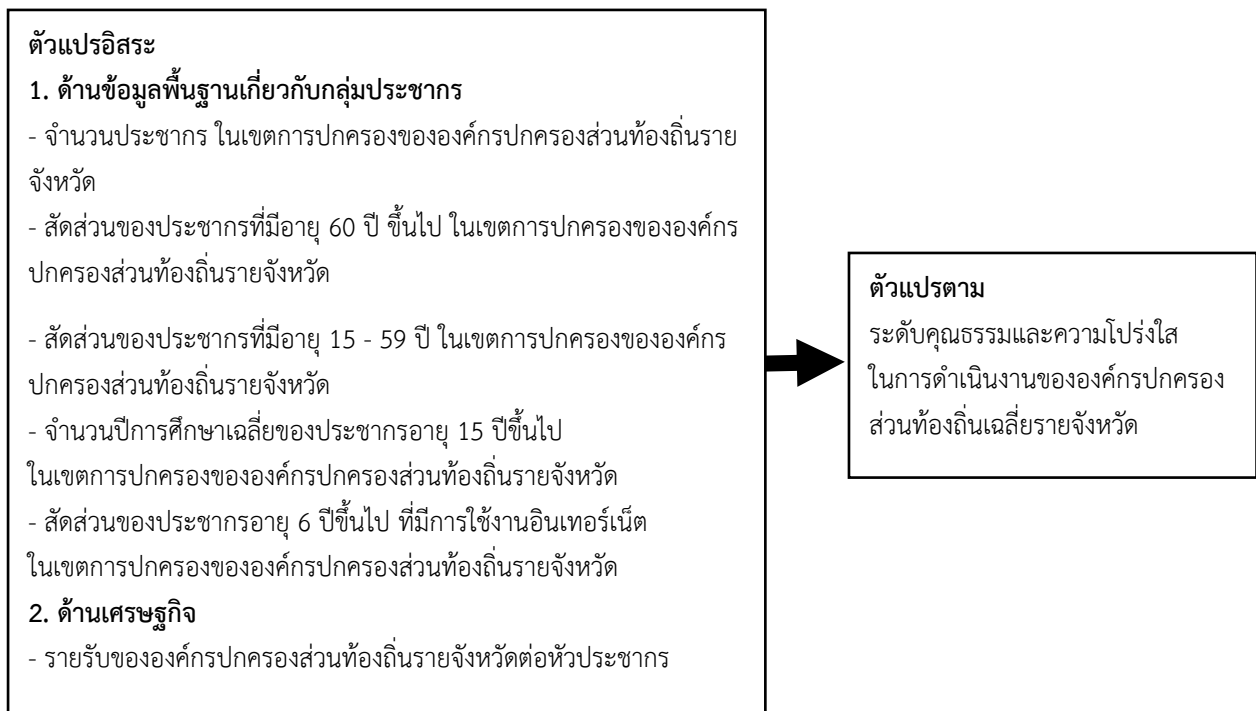 ตัวแปรอิสระ
1. ด้านข้อมูลพื้นฐานเกี่ยวกับกลุ่มประชากร
- จำนวนประชากร ในเขตการปกครองขององค์กรปกครองส่วนท้องถิ่นราย
จังหวัด
- สัดส่วนของประชากรที่มีอายุ 60 ปี ขึ้นไป ในเขตการปกครองขององค์กร
ปกครองส่วนท้องถิ่นรายจังหวัด
- สัดส่วนของประชากรที่มีอายุ 15 - 59 ปี ในเขตการปกครองขององค์กร
ปกครองส่วนท้องถิ่นรายจังหวัด
- จำนวนปีการศึกษาเฉลี่ยของประชากรอายุ 15 ปีขึ้นไป
ในเขตการปกครองขององค์กรปกครองส่วนท้องถิ่นรายจังหวัด
- สัดส่วนของประชากรอายุ 6 ปีขึ้นไป ที่มีการใช้งานอินเทอร์เน็ต
ในเขตการปกครองขององค์กรปกครองส่วนท้องถิ่นรายจังหวัด
2. ด้านเศรษฐกิจ
- รายรับขององค์กรปกครองส่วนท้องถิ่นรายจังหวัดต่อหัวประชากร
ตัวแปรตาม
ระดับคุณธรรมและความโปร่งใส
ในการดำเนินงานขององค์กรปกครอง
ส่วนท้องถิ่นเฉลี่ยรายจังหวัด